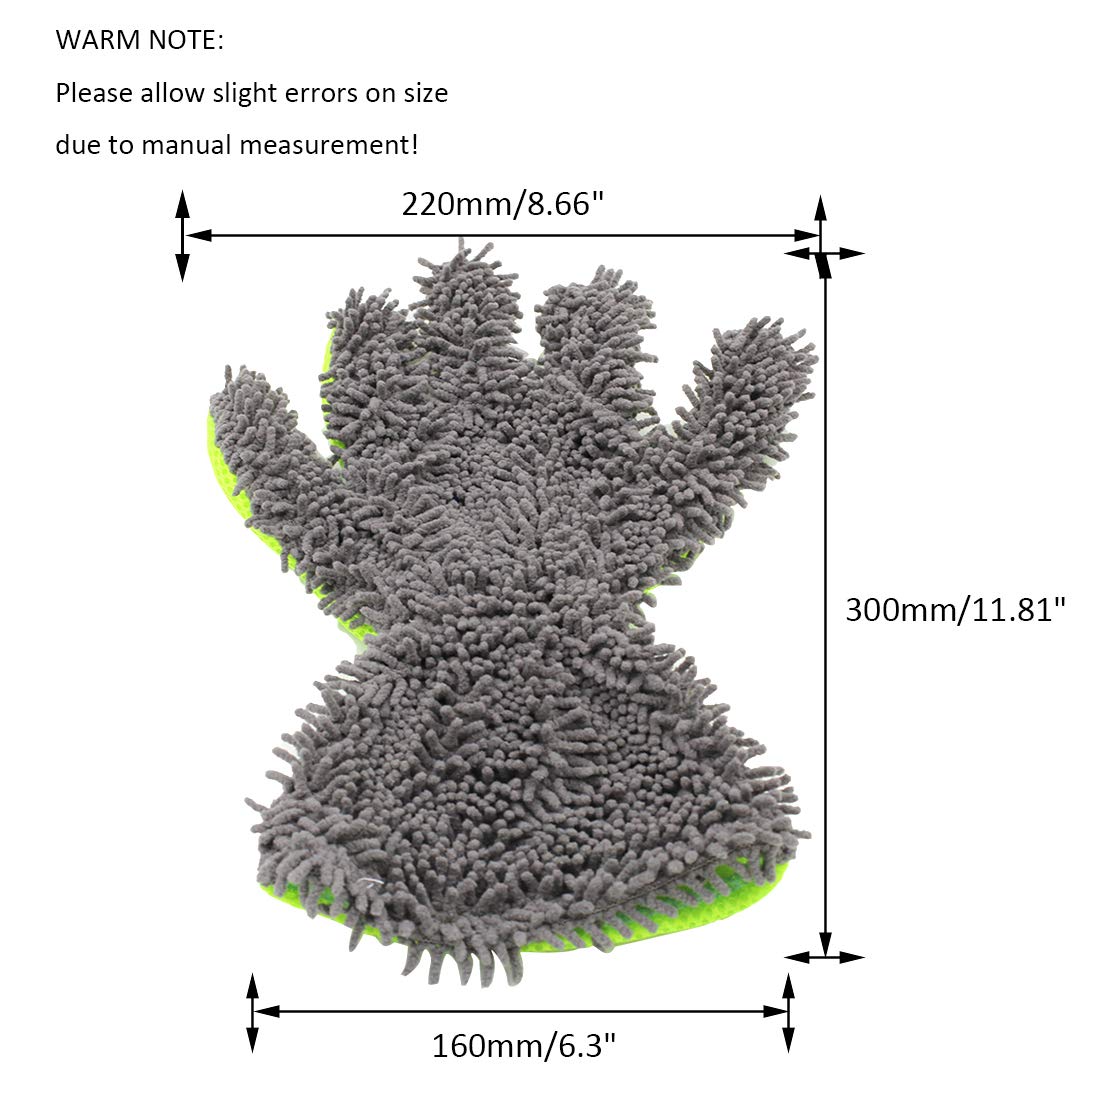 WARM NOTE:
Please allow slight errors on size
due to manual measurement!
220mm/8.66"
300mm/11.81"
160mm/6.3"